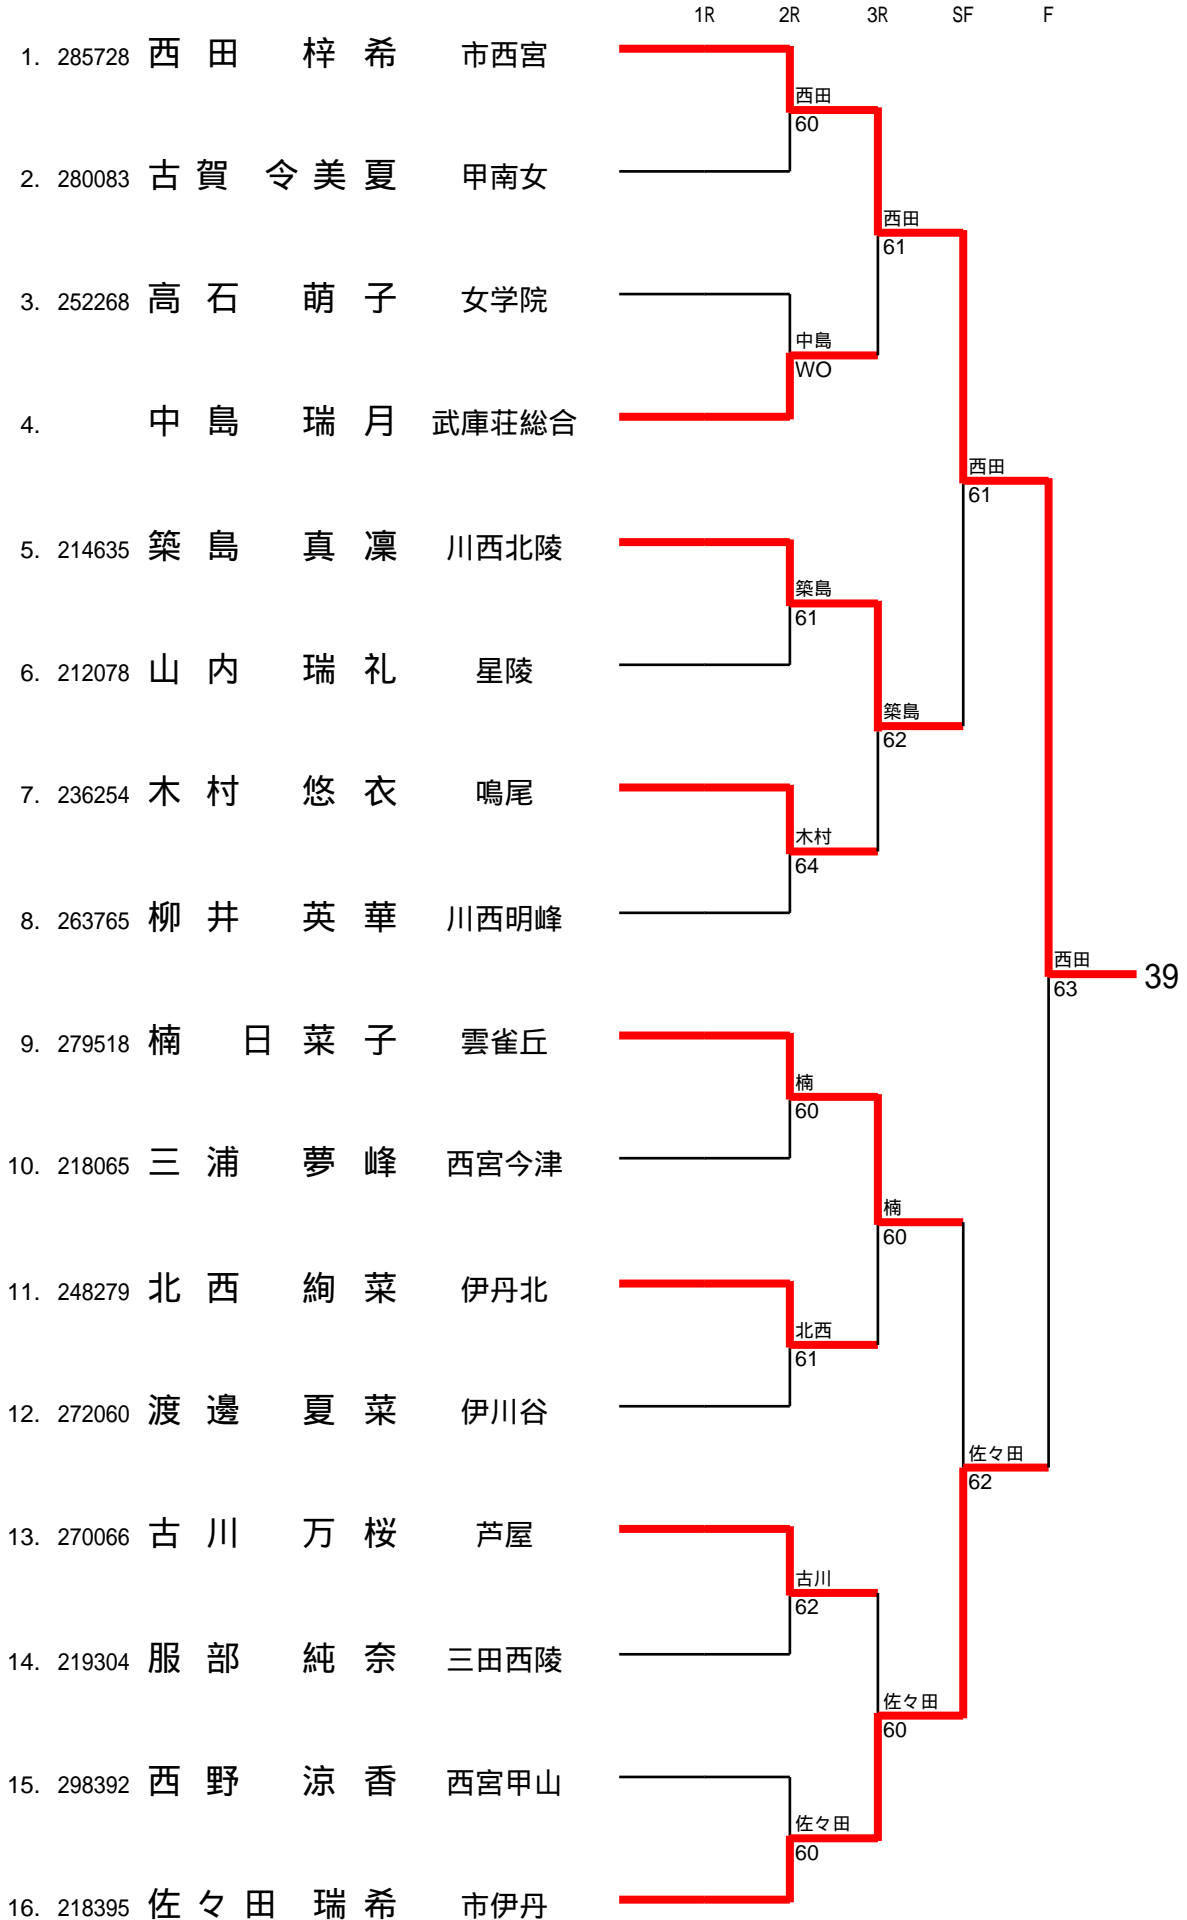 1R 2R 3R SF F
1. 285728 西田 梓希 市西宮
西田
60
2. 280083 古賀 令美夏 甲南女
西田
61
3. 252268 高石 萌子 女学院
中島
WO
4. 中島 瑞月 武庫荘総合
西田
61
5. 214635 築島 真凜 川西北陵
築島
61
6. 212078 山内 瑞礼 星陵
築島
62
7. 236254 木村 悠衣 鳴尾
木村
64
8. 263765 柳井 英華 川西明峰
西田
63
39
9. 279518 楠 日菜子 雲雀丘
楠
60
10. 218065 三浦 夢峰 西宮今津
楠
60
11. 248279 北西 絢菜 伊丹北
北西
61
12. 272060 渡邊 夏菜 伊川谷
佐々田
62
13. 270066 古川 万桜 芦屋
古川
62
14. 219304 服部 純奈 三田西陵
佐々田
60
15. 298392 西野 涼香 西宮甲山
佐々田
60
16. 218395 佐々田 瑞希 市伊丹